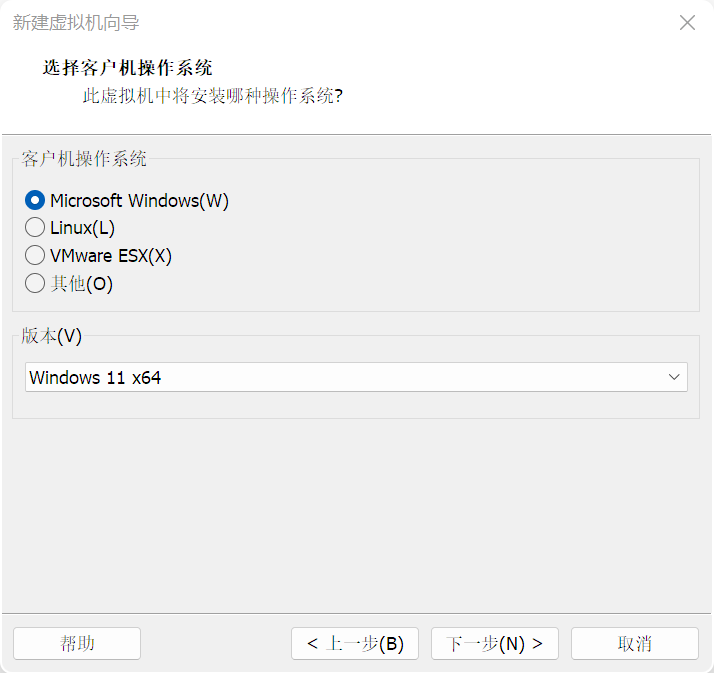 新建虚拟机向导
选择客户机操作系统
此虚拟机中将安装哪种操作系统?
客户机操作系统
Microsoft Windows(W)
Linux(L)
VMware ESX(X)
其他(O)
版本(V)
Windows 11 x64
帮助
< 上一步(B)
下一步(N) >
取消